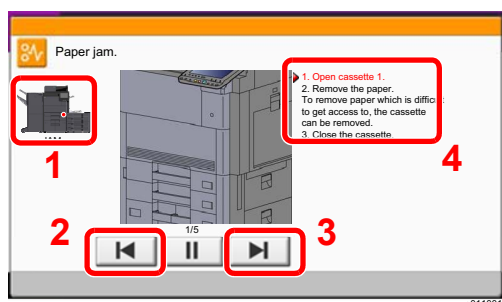 Paper jam.
1. Open cassette 1.
2. Remove the paper.
To remove paper which is difficult
to get access to, the cassette
can be removed.
3. Close the cassette.
1
4
2
1/5
3